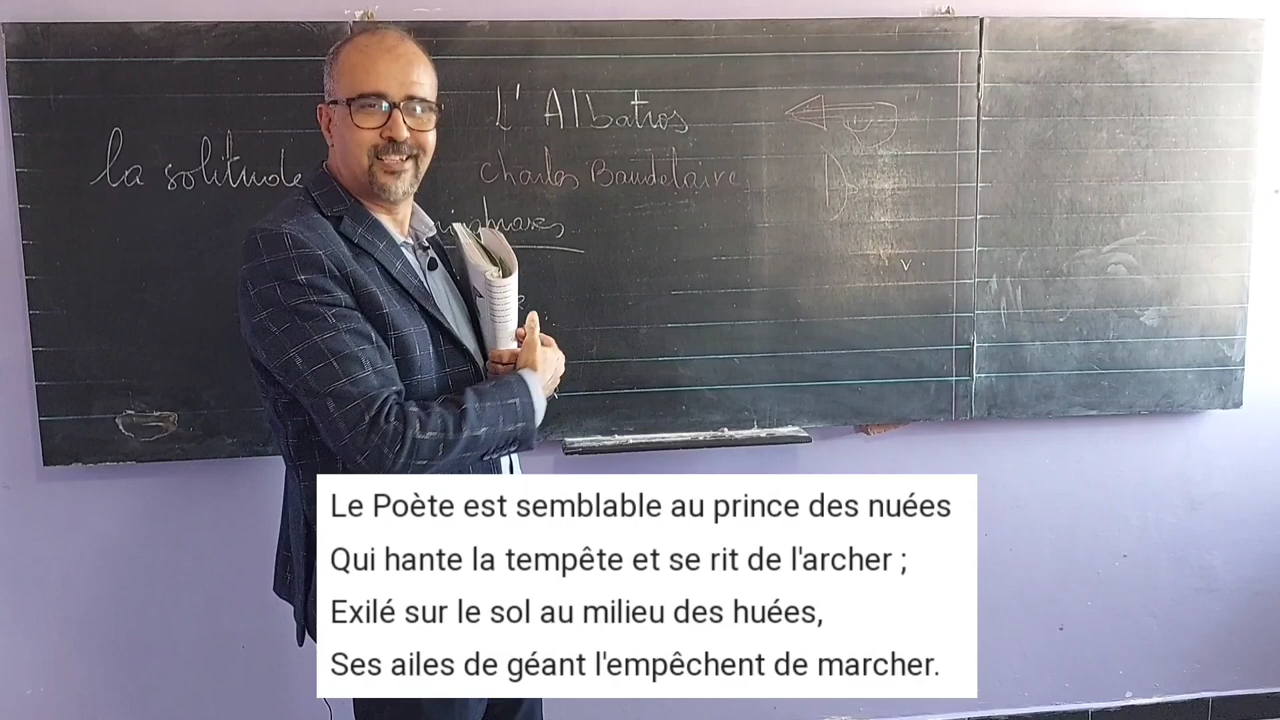 la solitude
L'Albatros
Charles Baudelaire
Le Poète est semblable au prince des nuées
Qui hante la tempête et se rit de l'archer ;
Exilé sur le sol au milieu des huées,
Ses ailes de géant l'empêchent de marcher.